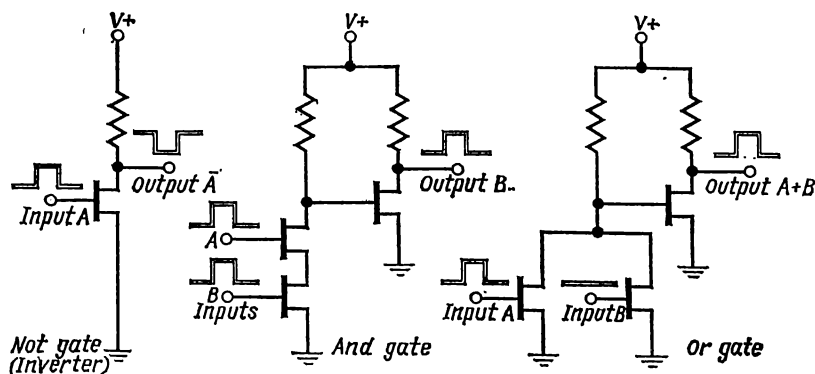 V+
V+
V+
Output Ā
Input A
Output B..
A
B
Inputs
Output A+B
Input A
Input B
Not gate
(Inverter)
And gate
Or gate